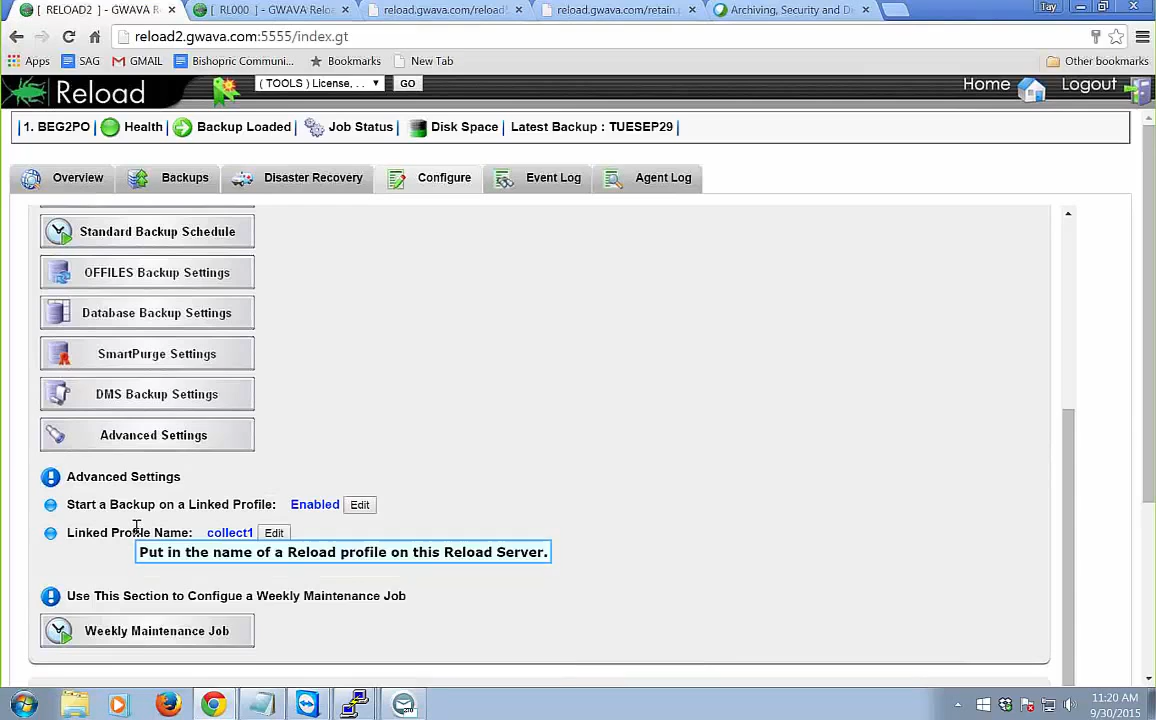 [ RELOAD2 ] - GWAVA R
[ RL000 ] - GWAVA Reloa
reload.gwava.com/reload5
reload.gwava.com/retain.
Archiving, Security and De
Tay
reload2.gwava.com:5555/index.gt
Apps
SAG
GMAIL
Bishopric Communi...
Bookmarks
New Tab
Other bookmarks
Reload
( TOOLS ) License, . .
GO
Home
Logout
1. BEG2PO
Health
Backup Loaded
Job Status
Disk Space
Latest Backup : TUESEP29
Overview
Backups
Disaster Recovery
Configure
Event Log
Agent Log
Standard Backup Schedule
OFFILES Backup Settings
Database Backup Settings
SmartPurge Settings
DMS Backup Settings
Advanced Settings
Advanced Settings
Start a Backup on a Linked Profile: Enabled Edit
Linked Profile Name: collect1 Edit
Put in the name of a Reload profile on this Reload Server.
Use This Section to Configue a Weekly Maintenance Job
Weekly Maintenance Job
11:20 AM
9/30/2015